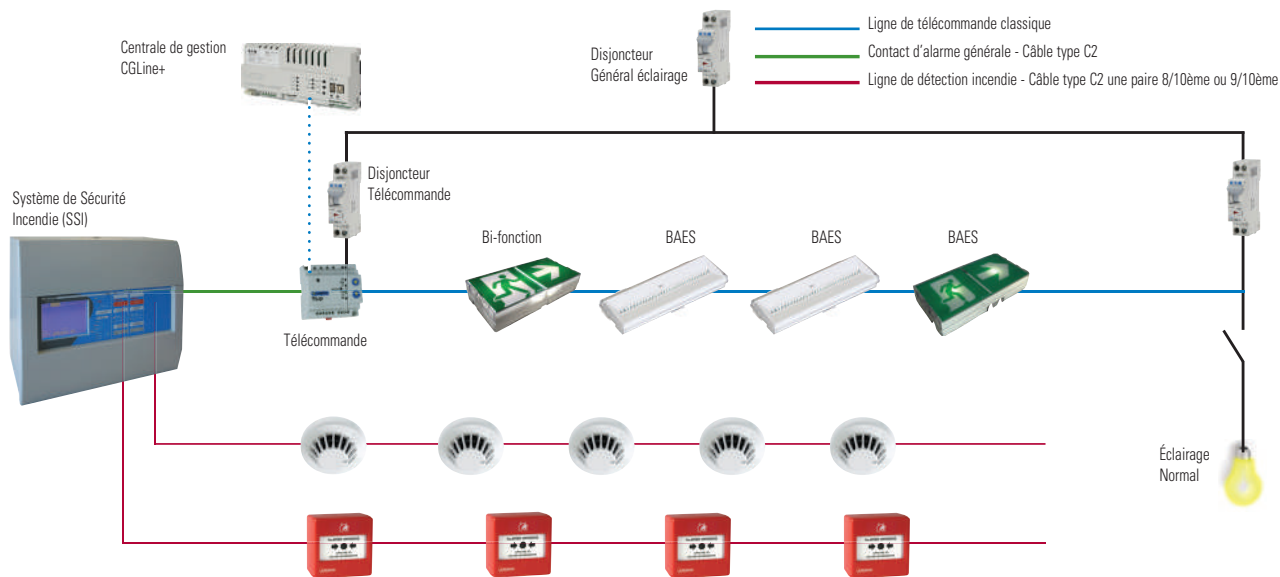 Ligne de télécommande classique
Centrale de gestion
CGLine+
Disjoncteur
Général éclairage
Contact d'alarme générale - Câble type C2
Ligne de détection incendie - Câble type C2 une paire 8/10ème ou 9/10ème
Disjoncteur
Télécommande
Système de Sécurité
Incendie (SSI)
Bi-fonction
BAES
BAES
BAES
Télécommande
Éclairage
Normal